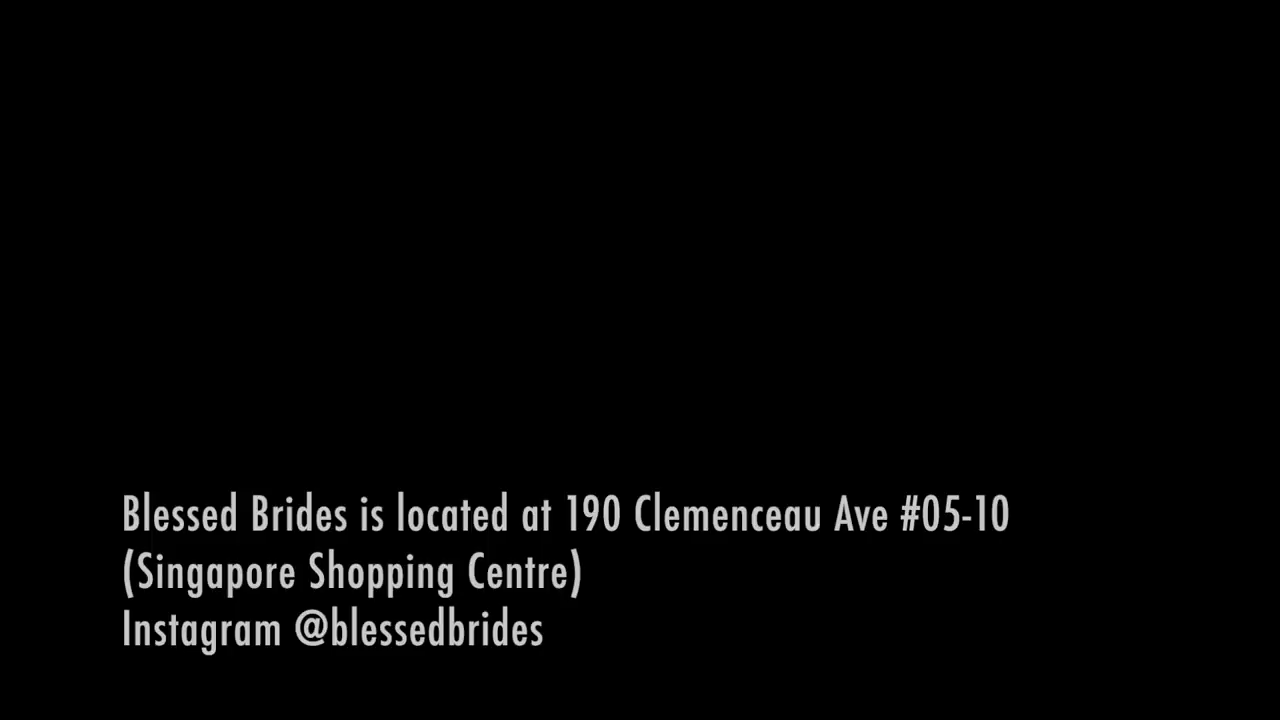 Blessed Brides is located at 190 Clemenceau Ave #05-10
(Singapore Shopping Centre)
Instagram @blessedbrides